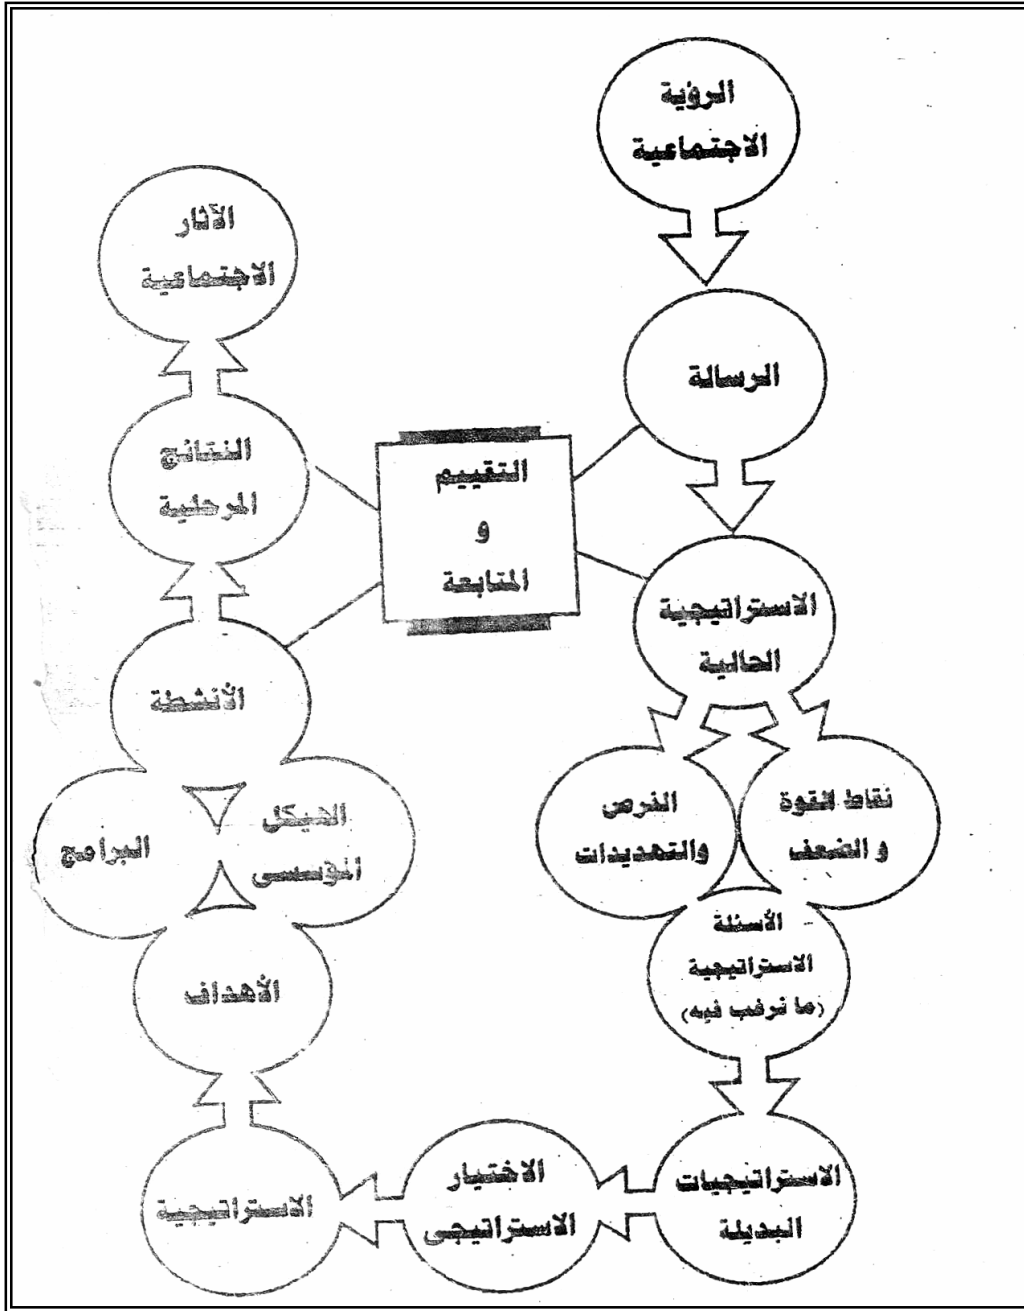 الرؤية
الاجتماعية
الرسالة
الاستراتيجية
الحالية
نقاط القوة
و الضعف
الفرص
والتهديدات
الأسئلة
الاستراتيجية
(ما نرغب فيه)
الاستراتيجيات
البديلة
الاختيار
الاستراتيجى
الاستراتيجية
الأهداف
الهيكل
المؤسسى
البرامج
الأنشطة
النتائج
المرحلية
الآثار
الاجتماعية
التقييم
و
المتابعة